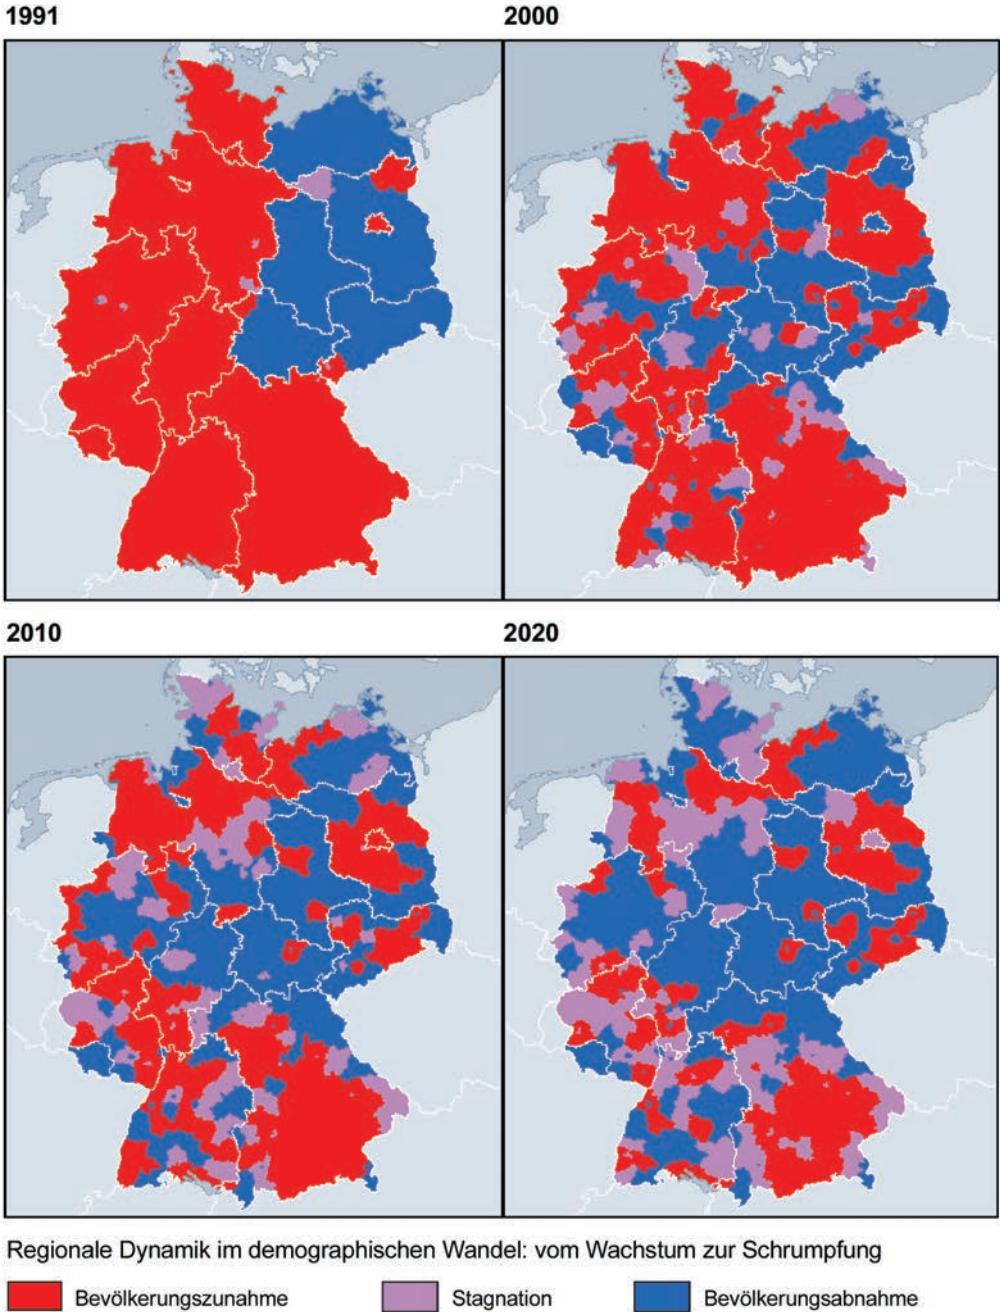 1991
2000
2010
2020
Regionale Dynamik im demographischen Wandel: vom Wachstum zur Schrumpfung
Bevölkerungszunahme
Stagnation
Bevölkerungsabnahme